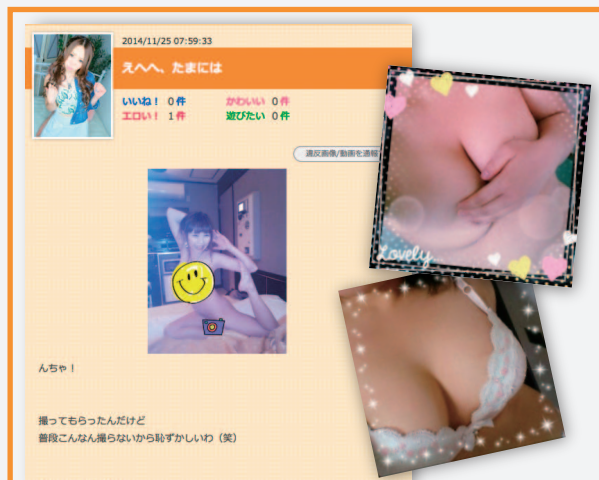 2014/11/25 07:59:33
えへへ、たまには
いいね！ 0件 かわいい 0件
エロい！ 1件 遊びたい 0件
違反画像/動画を通報
Lovely
んちゃ！
撮ってもらったんだけど
普段こんなん撮らないから恥ずかしいわ（笑）